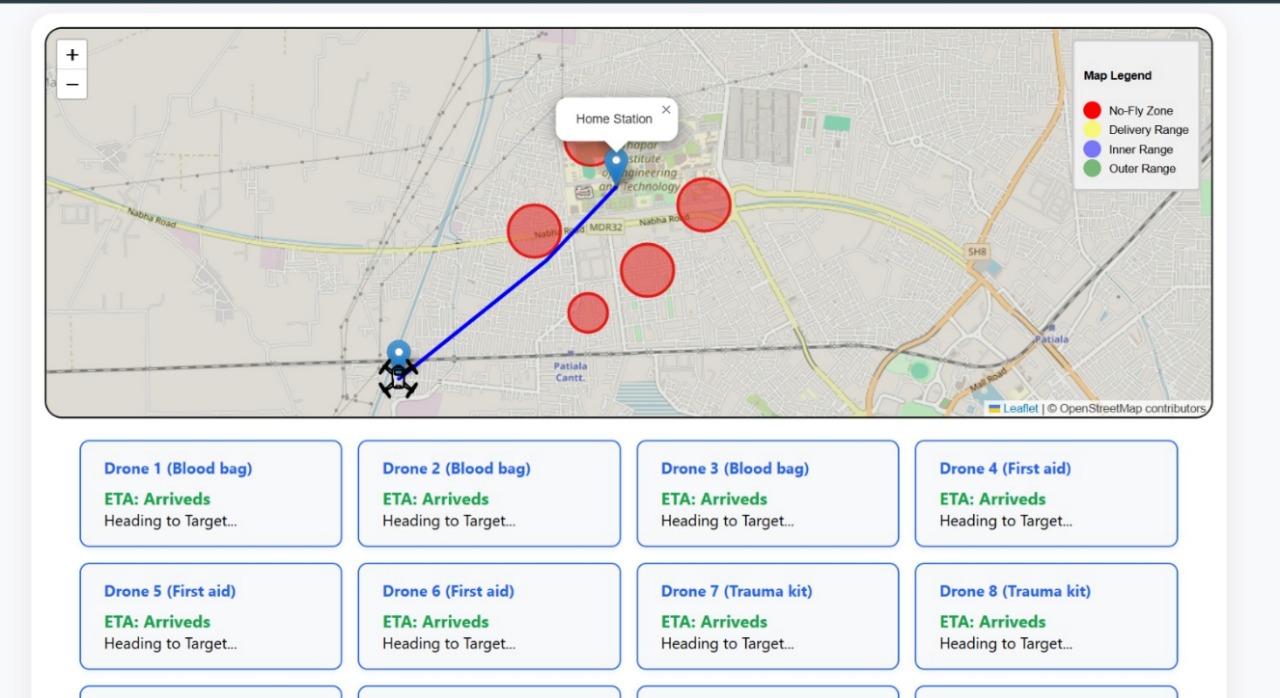 +
−
Home Station ×
Map Legend
No-Fly Zone
Delivery Range
Inner Range
Outer Range
stitute
of Engineering
and Technology
Nabha Road
Nabha Road
MDR32
Nabha Road
SH8
Patiala
Patiala
Cantt.
Mall Road
Leaflet | © OpenStreetMap contributors
Drone 1 (Blood bag)
ETA: Arriveds
Heading to Target...
Drone 2 (Blood bag)
ETA: Arriveds
Heading to Target...
Drone 3 (Blood bag)
ETA: Arriveds
Heading to Target...
Drone 4 (First aid)
ETA: Arriveds
Heading to Target...
Drone 5 (First aid)
ETA: Arriveds
Heading to Target...
Drone 6 (First aid)
ETA: Arriveds
Heading to Target...
Drone 7 (Trauma kit)
ETA: Arriveds
Heading to Target...
Drone 8 (Trauma kit)
ETA: Arriveds
Heading to Target...